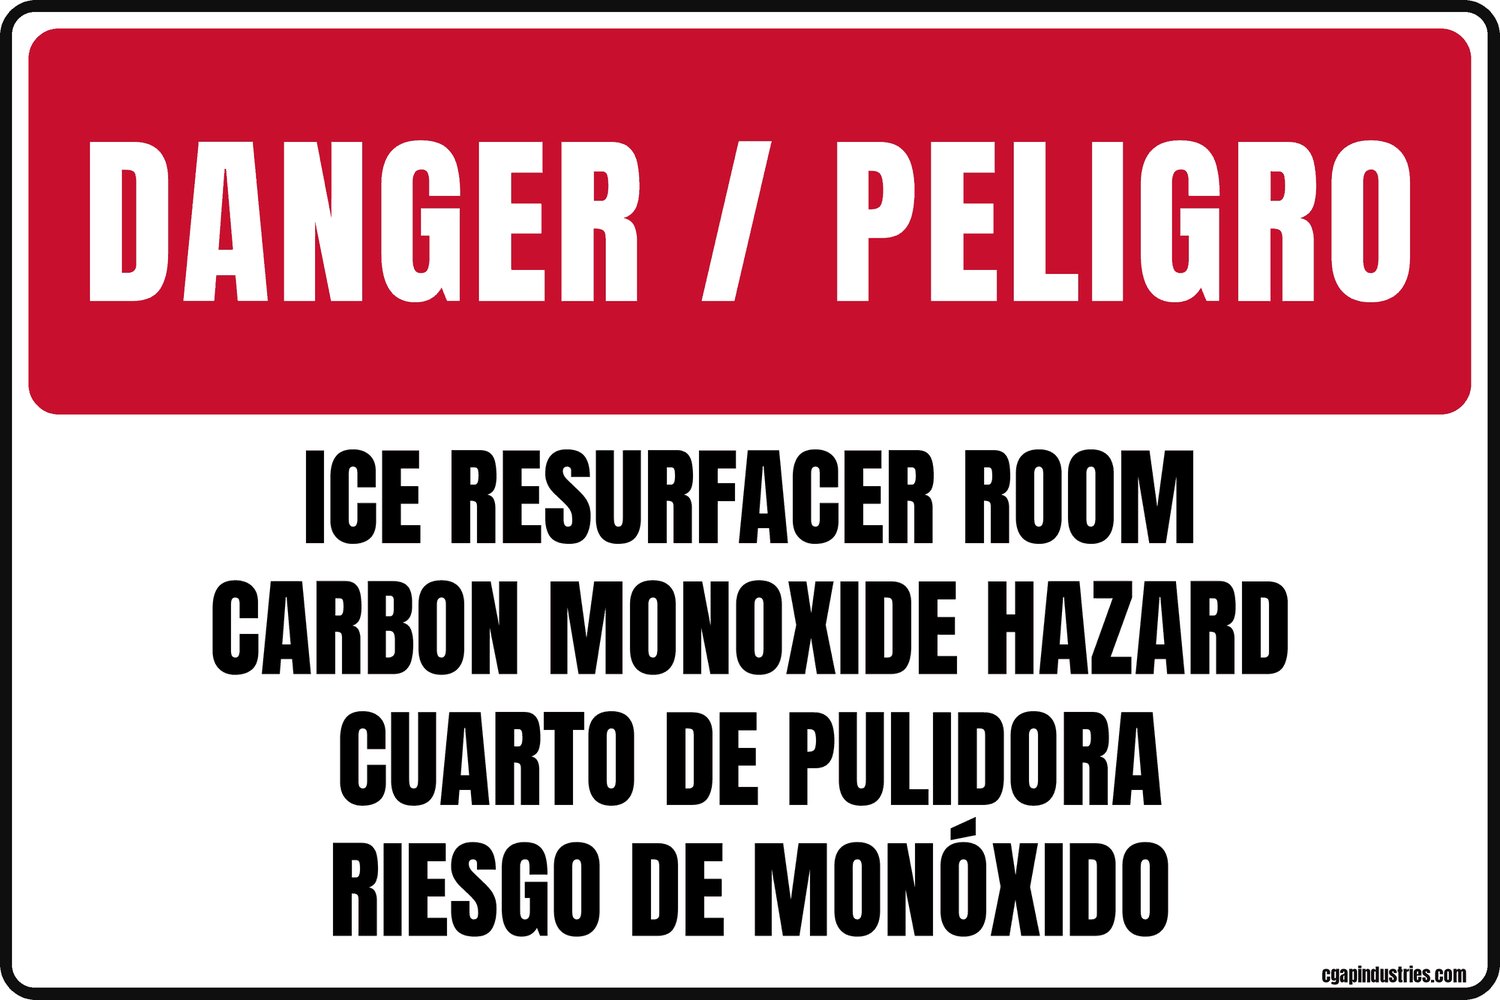 DANGER / PELIGRO
ICE RESURFACER ROOM
CARBON MONOXIDE HAZARD
CUARTO DE PULIDORA
RIESGO DE MONÓXIDO
cgapindustries.com